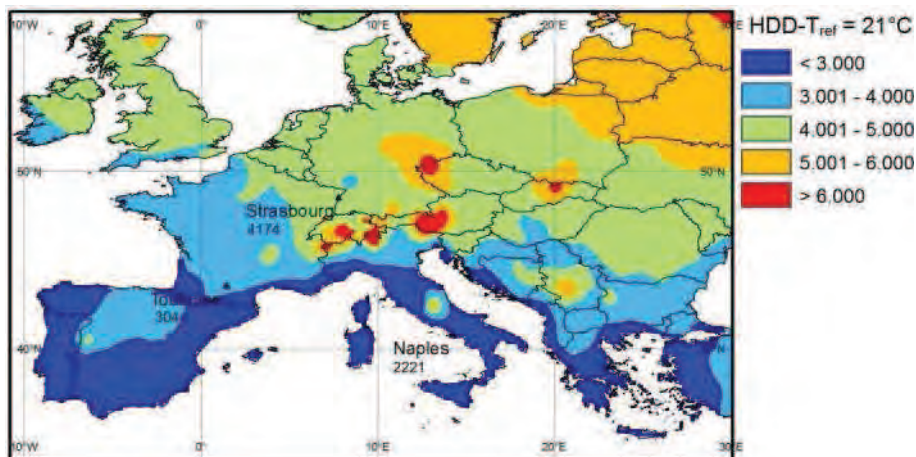 10°W 0° 10°E 20°E 30°E
HDD-Tref = 21°C
< 3.000
3.001 - 4.000
4.001 - 5.000
5.001 - 6.000
> 6.000
50°N 50°N
Strasbourg
4174
40°N
Naples
2221
10°W 0° 10°E 20°E 30°E